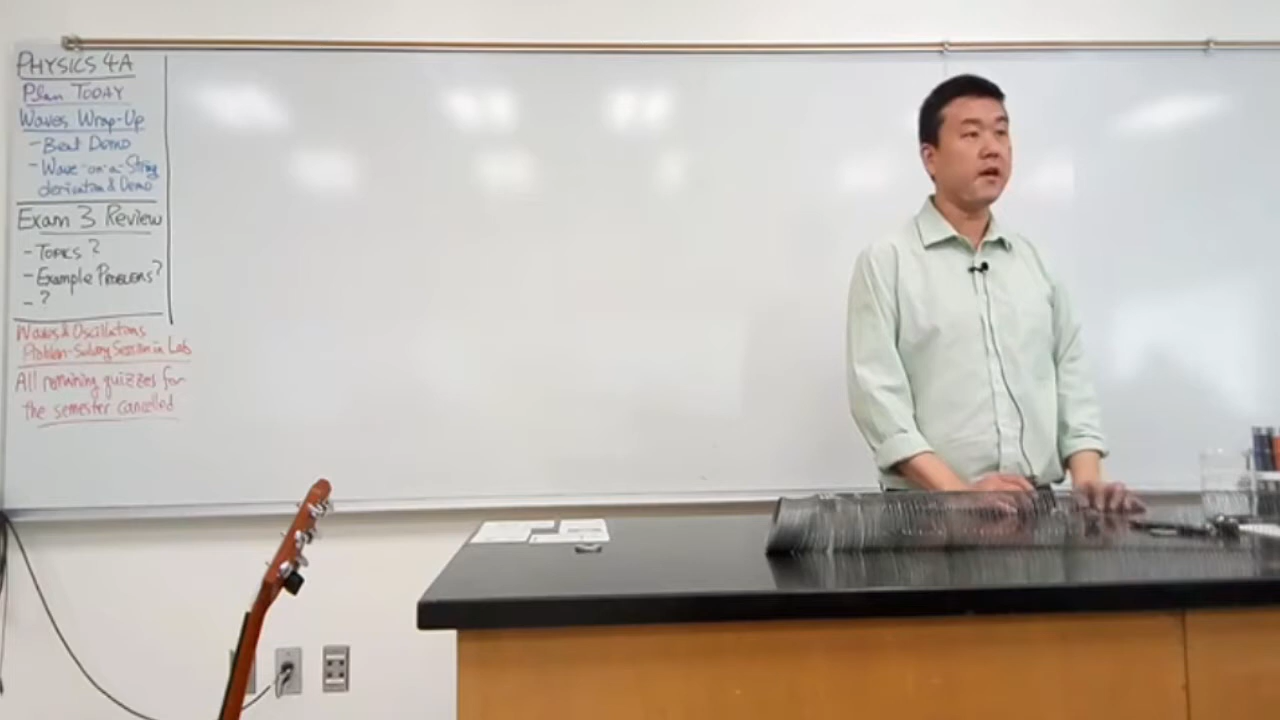 PHYSICS 4A
Plan TODAY
Waves Wrap-Up
- Beat Demo
- Wave-on-a-String
derivation & Demo
Exam 3 Review
- TOPICS?
- Example PROBLEMS?
- ?
Waves & Oscillations
Problem-Solving Session in Lab
All remaining quizzes for
the semester cancelled